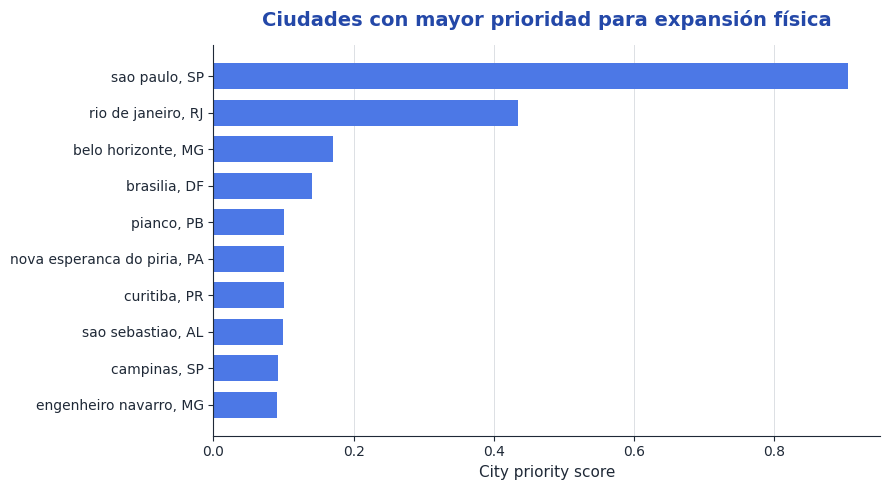 Ciudades con mayor prioridad para expansión física
sao paulo, SP
rio de janeiro, RJ
belo horizonte, MG
brasilia, DF
pianco, PB
nova esperanca do piria, PA
curitiba, PR
sao sebastiao, AL
campinas, SP
engenheiro navarro, MG
0.0 0.2 0.4 0.6 0.8
City priority score